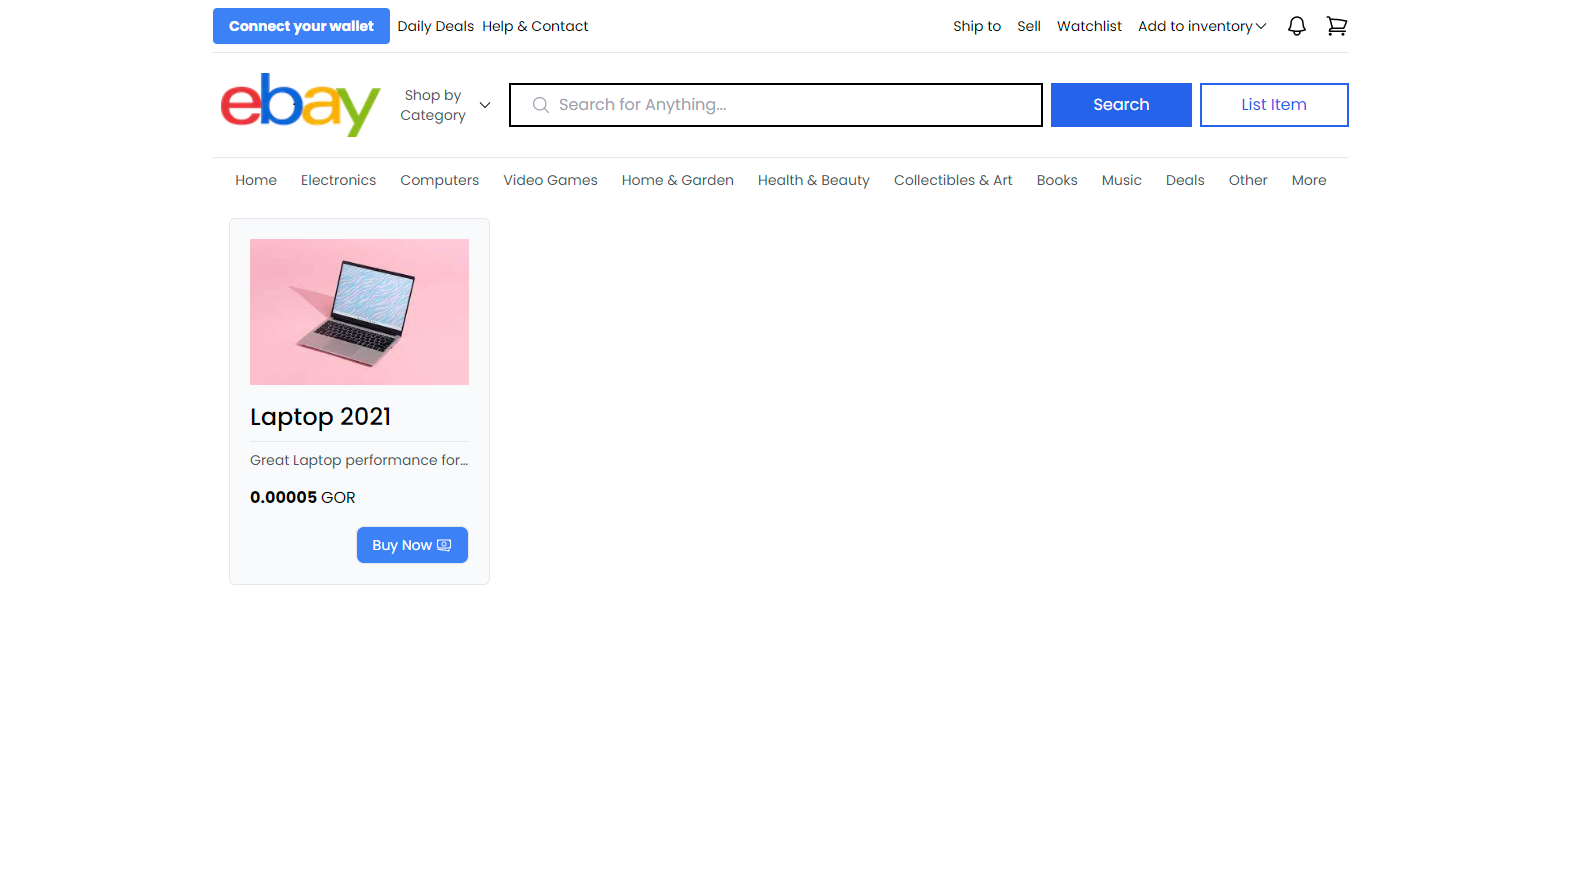 Connect your wallet Daily Deals Help & Contact Ship to Sell Watchlist Add to inventory
ebay
Shop by
Category
Search for Anything...
Search
List Item
Home Electronics Computers Video Games Home & Garden Health & Beauty Collectibles & Art Books Music Deals Other More
Laptop 2021
Great Laptop performance for...
0.00005 GOR
Buy Now